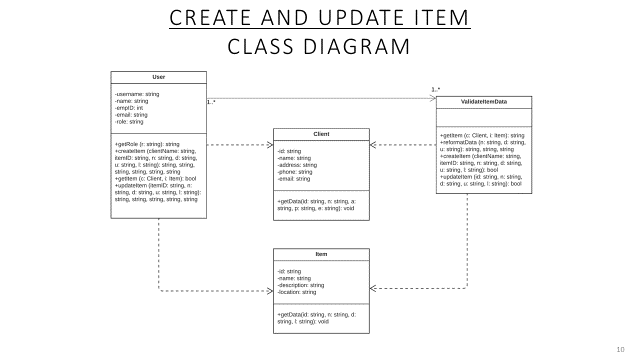 CREATE AND UPDATE ITEM
CLASS DIAGRAM
User
-username: string
-name: string
-empID: int
-email: string
-role: string
+getRole (r: string): string
+createItem (clientName: string,
itemID: string, n: string, d: string,
u: string, l: string): string, string,
string, string, string, string
+getItem (c: Client, i: Item): bool
+updateItem (itemID: string, n:
string, d: string, u: string, l: string):
string, string, string, string, string
1..*
1..*
ValidateItemData
+getItem (c: Client, i: Item): string
+reformatData (n: string, d: string,
u: string): string, string, string
+createItem (clientName: string,
itemID: string, n: string, d: string,
u: string, l: string): bool
+updateItem (id: string, n: string,
d: string, u: string, l: string): bool
Client
-id: string
-name: string
-address: string
-phone: string
-email: string
+getData(id: string, n: string, a:
string, p: string, e: string): void
Item
-id: string
-name: string
-description: string
-location: string
+getData(id: string, n: string, d:
string, l: string): void
10